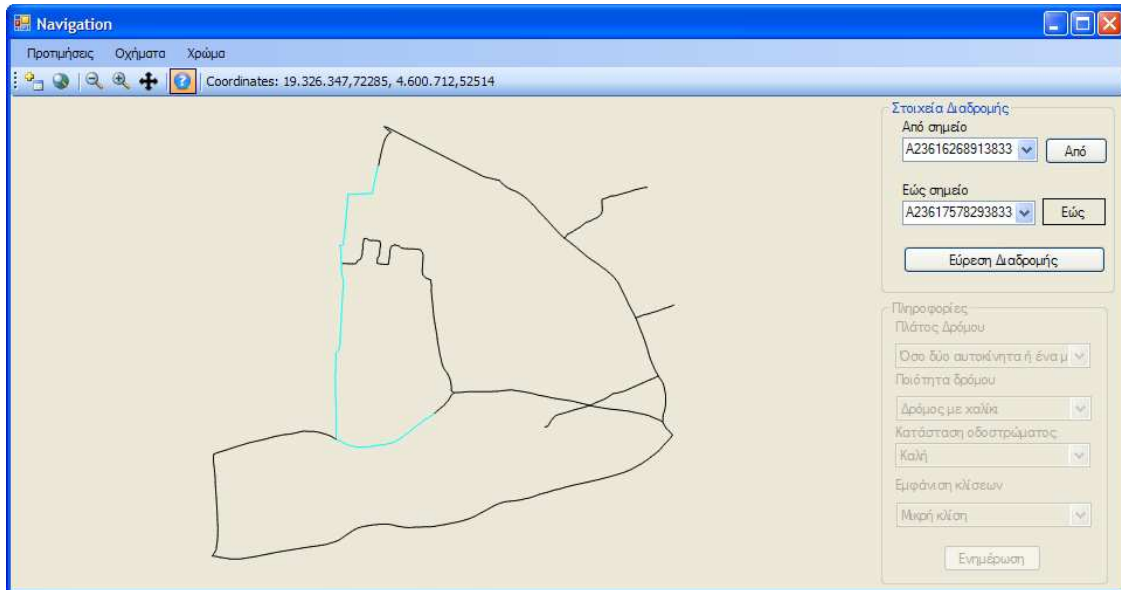 Navigation
Προτιμήσεις Οχήματα Χρώμα
Coordinates: 19.326.347,72285, 4.600.712,52514
Στοιχεία Διαδρομής
Από σημείο
A23616268913833 Από
Εώς σημείο
A23617578293833 Εώς
Εύρεση Διαδρομής
Πληροφορίες
Πλάτος Δρόμου
Όσο δύο αυτοκίνητα ή ένα μ
Ποιότητα δρόμου
Δρόμος με χαλίκι
Κατάσταση οδοστρώματος
Καλή
Εμφάνιση κλίσεων
Μικρή κλίση
Ενημέρωση